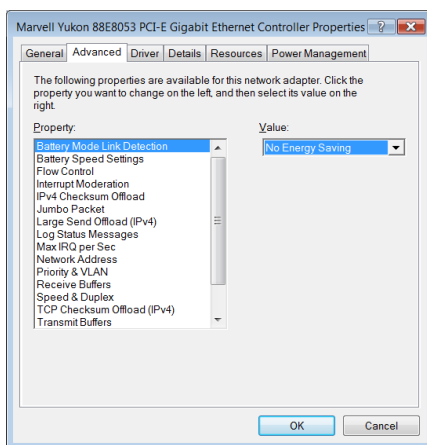 Marvell Yukon 88E8053 PCI-E Gigabit Ethernet Controller Properties
General Advanced Driver Details Resources Power Management
The following properties are available for this network adapter. Click the
property you want to change on the left, and then select its value on the
right.
Property: Value:
Battery Mode Link Detection No Energy Saving
Battery Speed Settings
Flow Control
Interrupt Moderation
IPv4 Checksum Offload
Jumbo Packet
Large Send Offload (IPv4)
Log Status Messages
Max IRQ per Sec
Network Address
Priority & VLAN
Receive Buffers
Speed & Duplex
TCP Checksum Offload (IPv4)
Transmit Buffers
OK Cancel